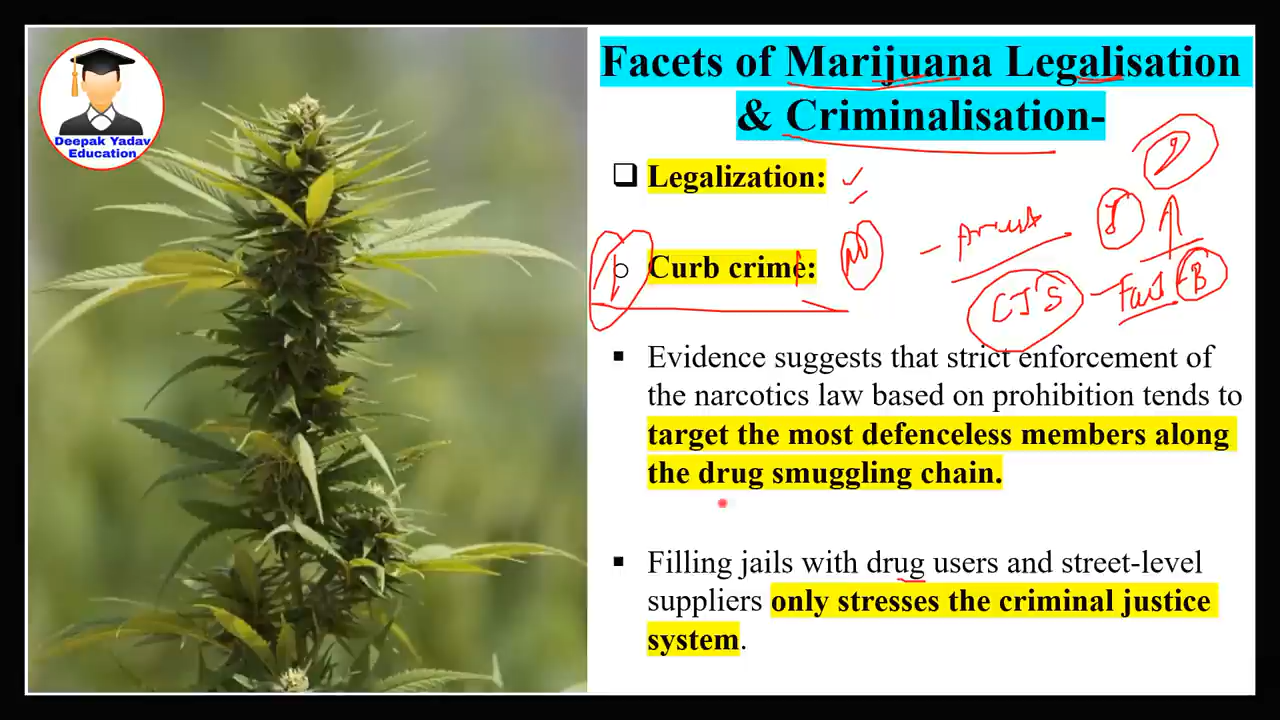 Deepak Yadav
Education
Facets of Marijuana Legalisation
& Criminalisation-
Legalization:
Curb crime:
Arrest
CJS
Evidence suggests that strict enforcement of
the narcotics law based on prohibition tends to
target the most defenceless members along
the drug smuggling chain.
Filling jails with drug users and street-level
suppliers only stresses the criminal justice
system.